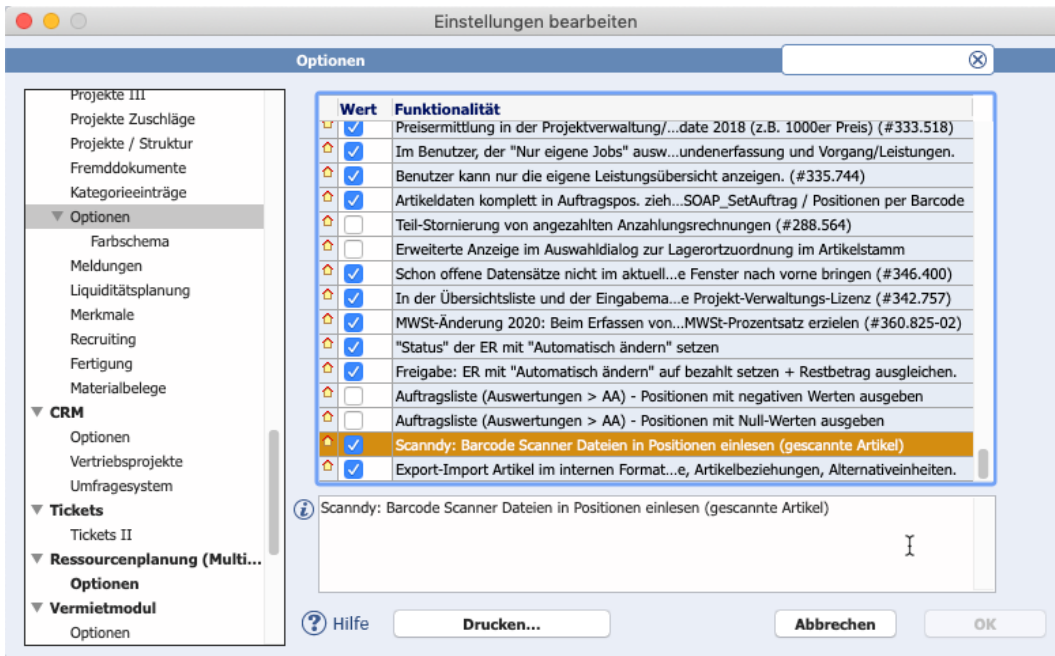 Einstellungen bearbeiten
Optionen
Projekte III
Projekte Zuschläge
Projekte / Struktur
Fremddokumente
Kategorieeinträge
Optionen
Farbschema
Meldungen
Liquiditätsplanung
Merkmale
Recruiting
Fertigung
Materialbelege
CRM
Optionen
Vertriebsprojekte
Umfragesystem
Tickets
Tickets II
Ressourcenplanung (Multi...
Optionen
Vermietmodul
Optionen
Wert Funktionalität
Preisermittlung in der Projektverwaltung/...date 2018 (z.B. 1000er Preis) (#333.518)
Im Benutzer, der "Nur eigene Jobs" ausw...undenerfassung und Vorgang/Leistungen.
Benutzer kann nur die eigene Leistungsübersicht anzeigen. (#335.744)
Artikeldaten komplett in Auftragspos. zieh...SOAP_SetAuftrag / Positionen per Barcode
Teil-Stornierung von angezahlten Anzahlungsrechnungen (#288.564)
Erweiterte Anzeige im Auswahldialog zur Lagerortzuordnung im Artikelstamm
Schon offene Datensätze nicht im aktuell...e Fenster nach vorne bringen (#346.400)
In der Übersichtsliste und der Eingabema...e Projekt-Verwaltungs-Lizenz (#342.757)
MWSt-Änderung 2020: Beim Erfassen von...MWSt-Prozentsatz erzielen (#360.825-02)
"Status" der ER mit "Automatisch ändern" setzen
Freigabe: ER mit "Automatisch ändern" auf bezahlt setzen + Restbetrag ausgleichen.
Auftragsliste (Auswertungen > AA) - Positionen mit negativen Werten ausgeben
Auftragsliste (Auswertungen > AA) - Positionen mit Null-Werten ausgeben
Scanndy: Barcode Scanner Dateien in Positionen einlesen (gescannte Artikel)
Export-Import Artikel im internen Format...e, Artikelbeziehungen, Alternativeinheiten.
Scanndy: Barcode Scanner Dateien in Positionen einlesen (gescannte Artikel)
? Hilfe
Drucken...
Abbrechen
OK